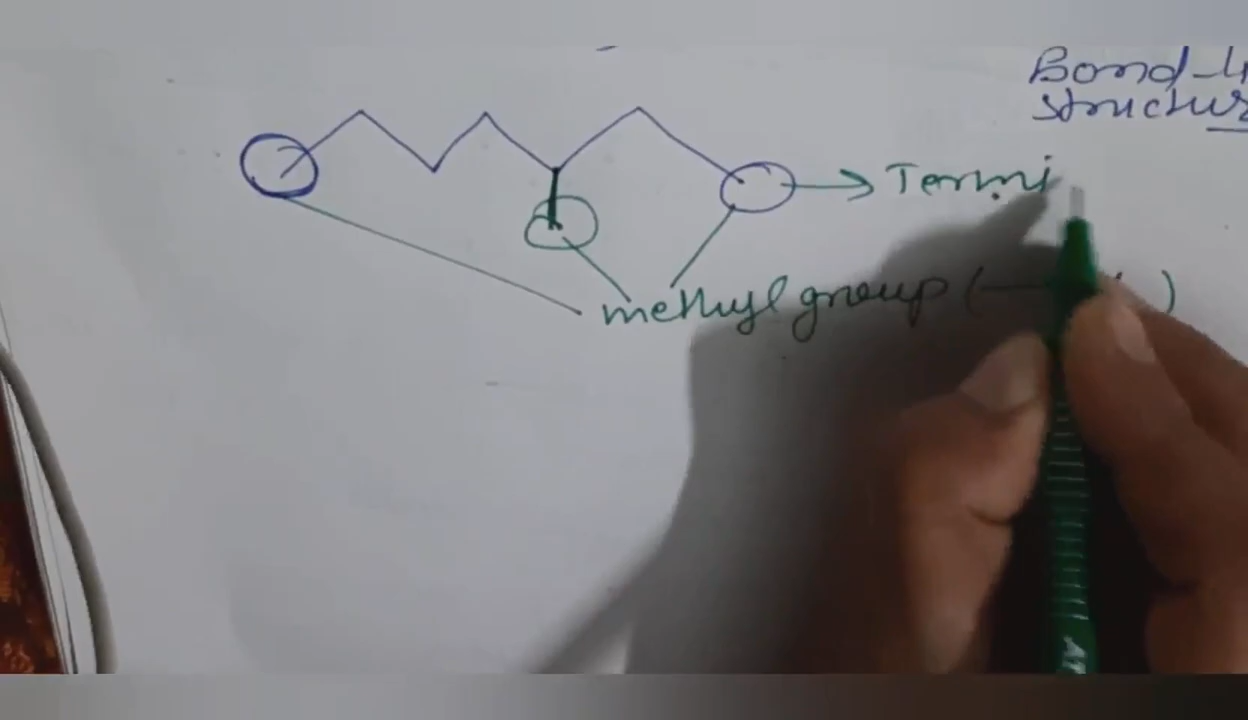 Bond-
structur
Termi
methyl group ( — )